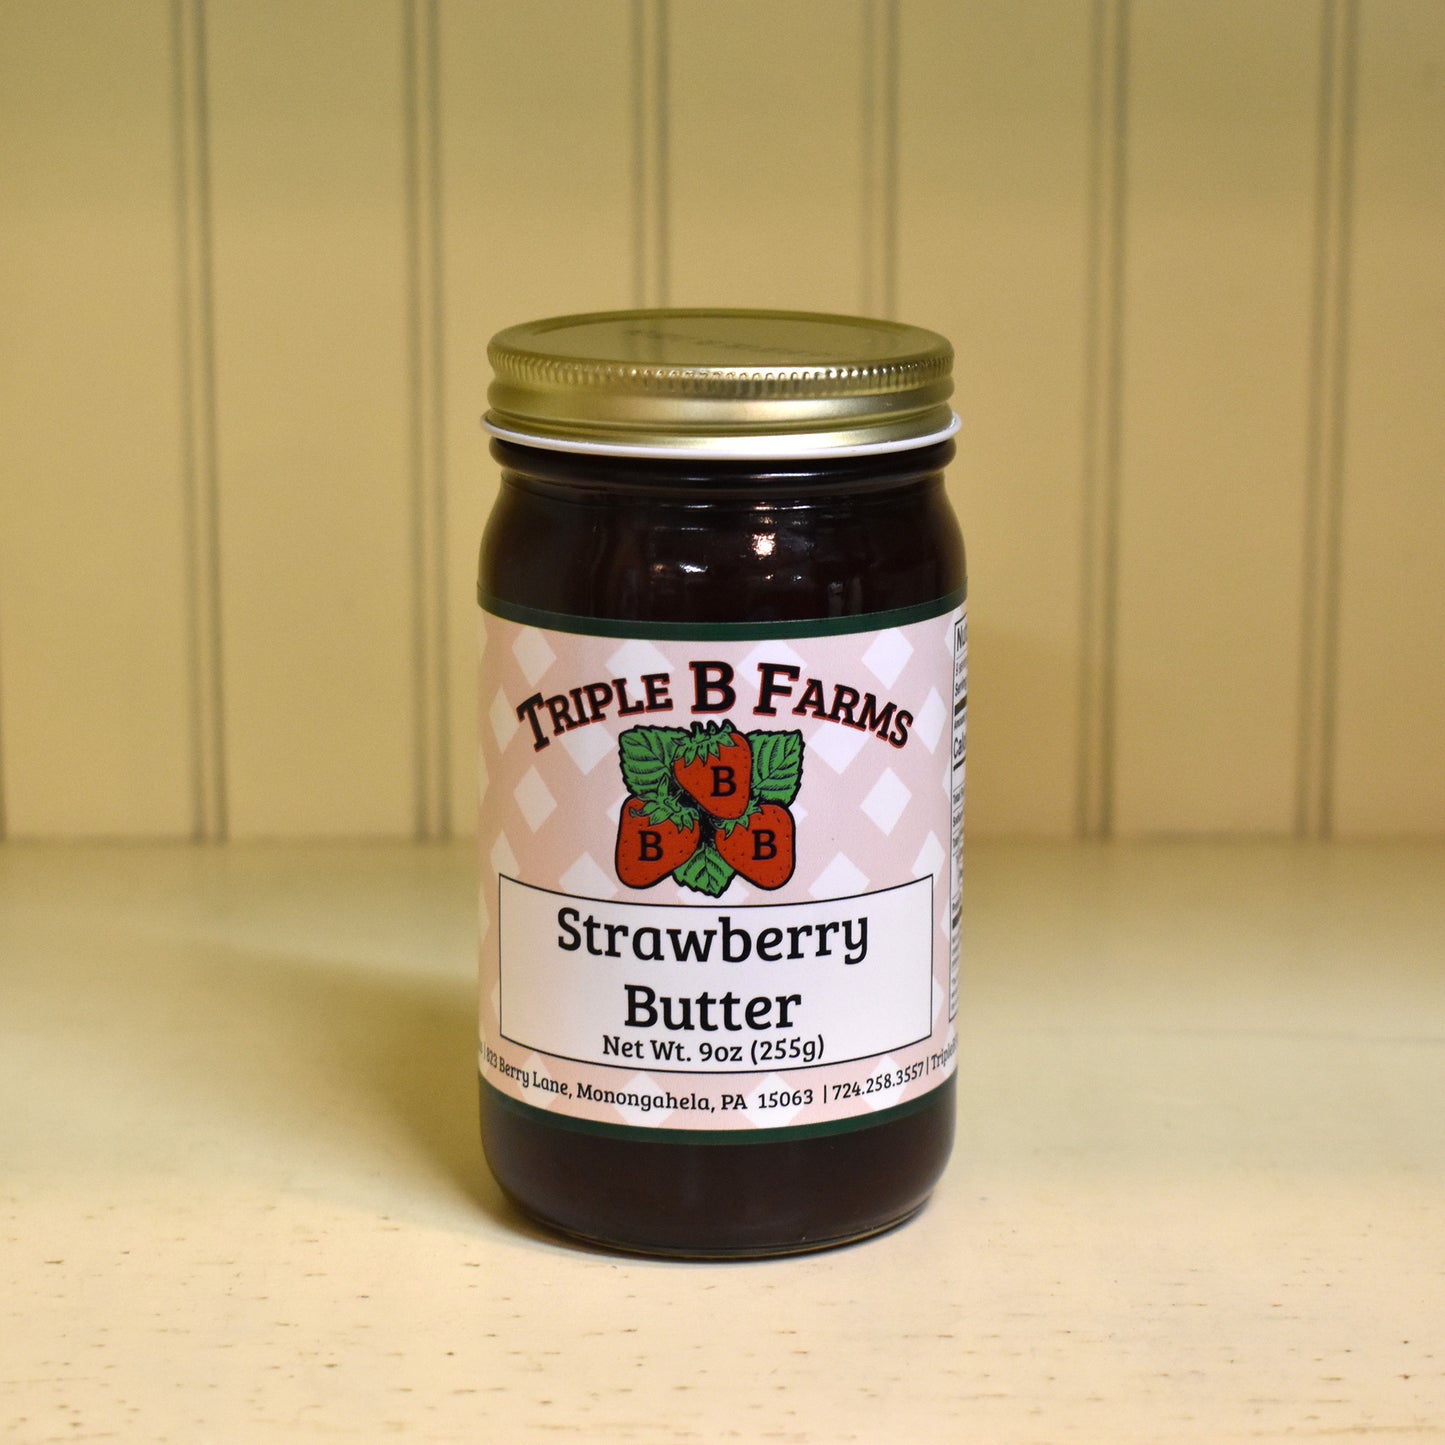 TRIPLE B FARMS
B
B B
Strawberry
Butter
Net Wt. 9oz (255g)
| 823 Berry Lane, Monongahela, PA 15063 | 724.258.3557 |